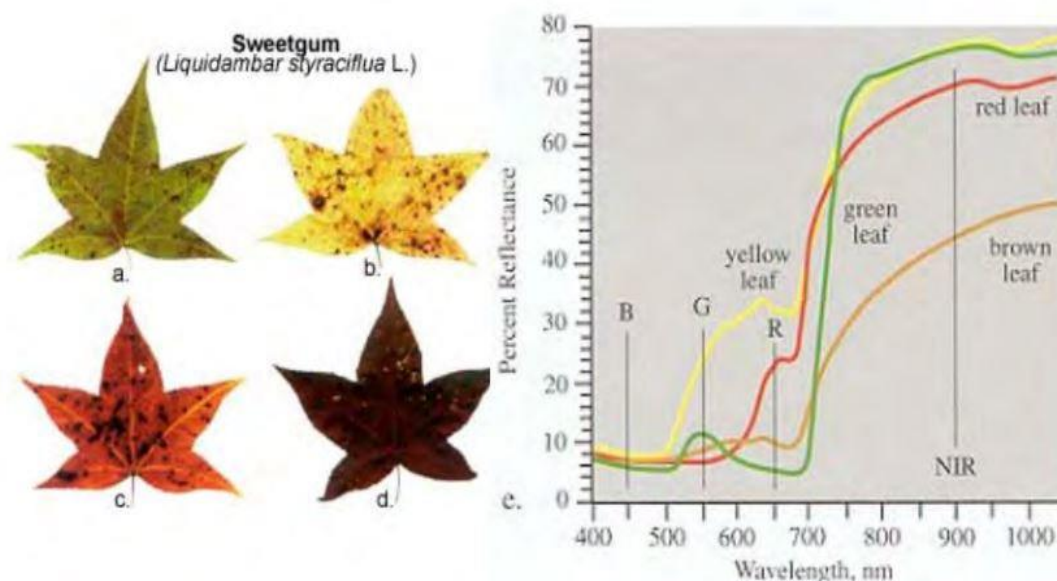 Sweetgum
(Liquidambar styraciflua L.)
a.
b.
c.
d.
e.
Percent Reflectance
80
70
60
50
40
30
20
10
0
B
G
R
NIR
yellow
leaf
green
leaf
red leaf
brown
leaf
400
500
600
700
800
900
1000
Wavelength, nm